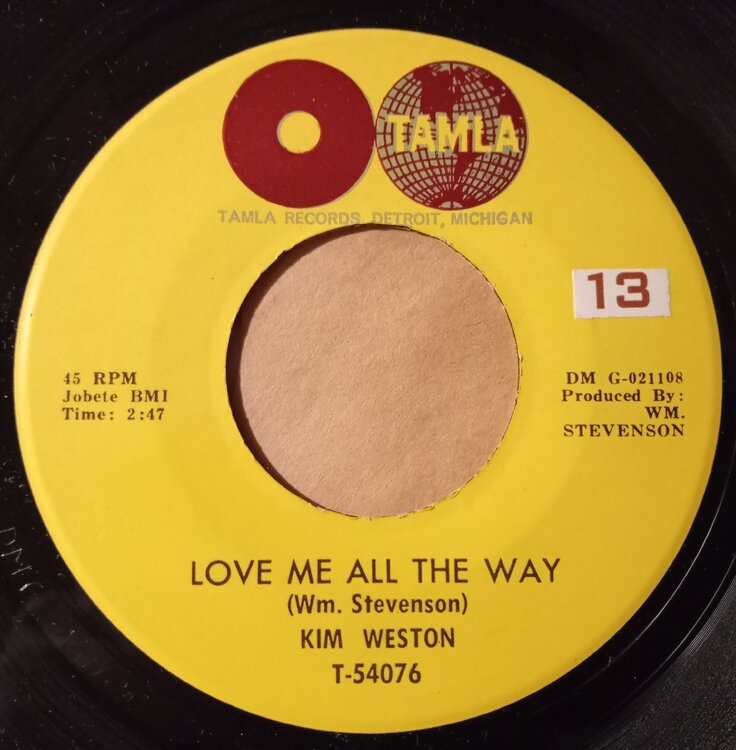 TAMLA
TAMLA RECORDS, DETROIT, MICHIGAN
13
45 RPM
Jobete BMI
Time: 2:47
DM G-021108
Produced By:
WM.
STEVENSON
LOVE ME ALL THE WAY
(Wm. Stevenson)
KIM WESTON
T-54076